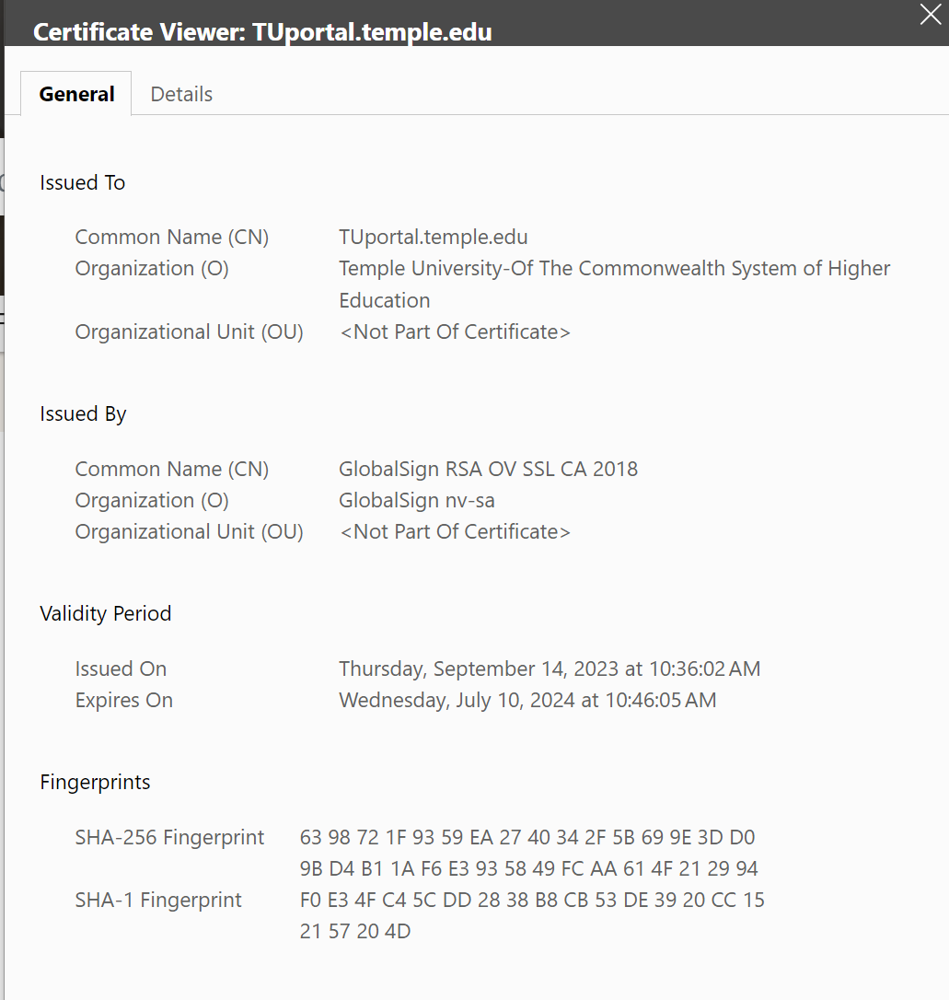 Certificate Viewer: TUportal.temple.edu
General Details
Issued To
Common Name (CN) TUportal.temple.edu
Organization (O) Temple University-Of The Commonwealth System of Higher
Education
Organizational Unit (OU) <Not Part Of Certificate>
Issued By
Common Name (CN) GlobalSign RSA OV SSL CA 2018
Organization (O) GlobalSign nv-sa
Organizational Unit (OU) <Not Part Of Certificate>
Validity Period
Issued On Thursday, September 14, 2023 at 10:36:02 AM
Expires On Wednesday, July 10, 2024 at 10:46:05 AM
Fingerprints
SHA-256 Fingerprint 63 98 72 1F 93 59 EA 27 40 34 2F 5B 69 9E 3D D0
9B D4 B1 1A F6 E3 93 58 49 FC AA 61 4F 21 29 94
SHA-1 Fingerprint F0 E3 4F C4 5C DD 28 38 B8 CB 53 DE 39 20 CC 15
21 57 20 4D